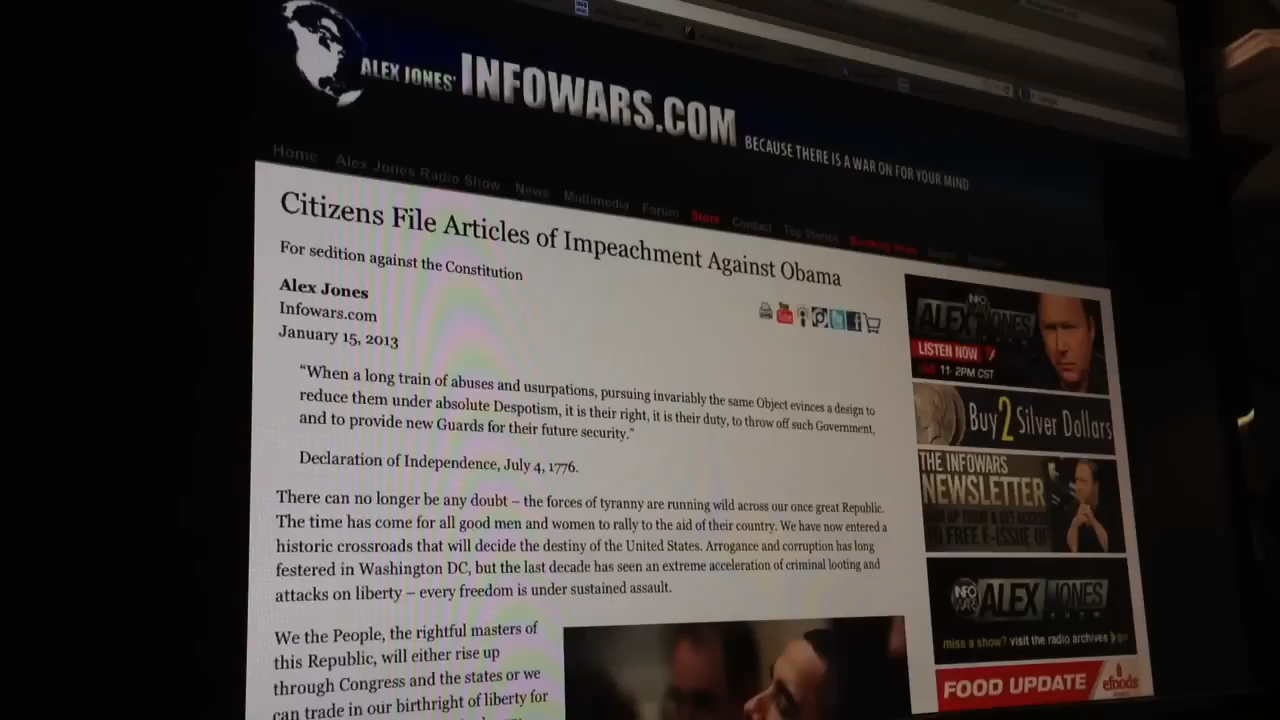 ALEX JONES' INFOWARS.COM BECAUSE THERE IS A WAR ON FOR YOUR MIND
Home Alex Jones Radio Show News Multimedia Forum Store Contact Top Stories Breaking News
Citizens File Articles of Impeachment Against Obama
For sedition against the Constitution
Alex Jones
Infowars.com
January 15, 2013
“When a long train of abuses and usurpations, pursuing invariably the same Object evinces a design to
reduce them under absolute Despotism, it is their right, it is their duty, to throw off such Government,
and to provide new Guards for their future security.”
Declaration of Independence, July 4, 1776.
There can no longer be any doubt – the forces of tyranny are running wild across our once great Republic.
The time has come for all good men and women to rally to the aid of their country. We have now entered a
historic crossroads that will decide the destiny of the United States. Arrogance and corruption has long
festered in Washington DC, but the last decade has seen an extreme acceleration of criminal looting and
attacks on liberty – every freedom is under sustained assault.
We the People, the rightful masters of
this Republic, will either rise up
through Congress and the states or we
can trade in our birthright of liberty for
INFO
ALEX JONES
LISTEN NOW
11- 2PM CST
Buy 2 Silver Dollars
THE INFOWARS
NEWSLETTER
INFO
WARS
ALEX JONES
miss a show? visit the radio archives go
FOOD UPDATE efoods